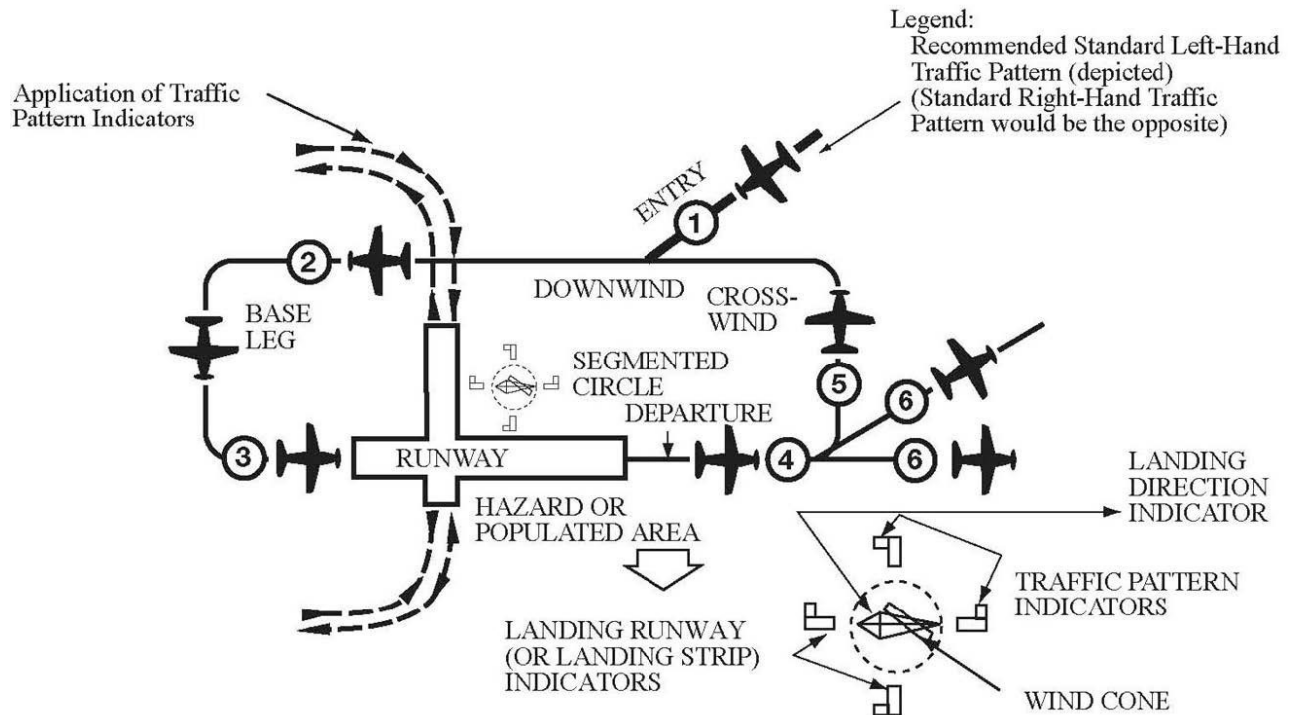 Legend:
Recommended Standard Left-Hand
Traffic Pattern (depicted)
(Standard Right-Hand Traffic
Pattern would be the opposite)
Application of Traffic
Pattern Indicators
ENTRY
1
2
DOWNWIND
CROSS-
WIND
BASE
LEG
SEGMENTED
CIRCLE
5
6
DEPARTURE
3
RUNWAY
4
6
HAZARD OR
POPULATED AREA
LANDING
DIRECTION
INDICATOR
TRAFFIC PATTERN
INDICATORS
LANDING RUNWAY
(OR LANDING STRIP)
INDICATORS
WIND CONE